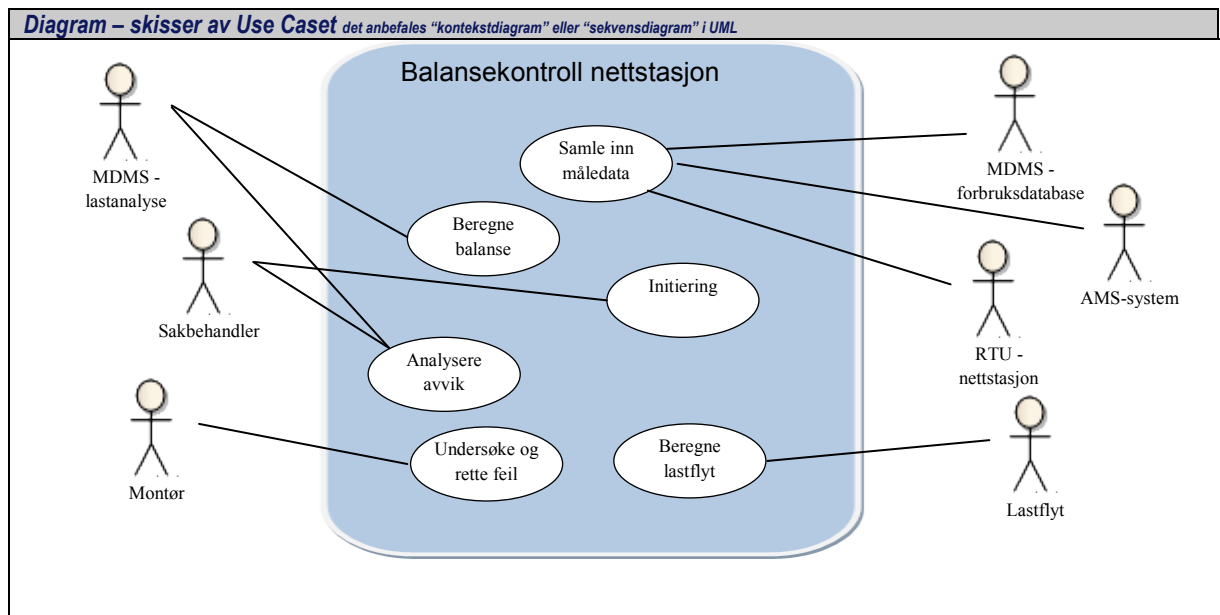 Diagram – skisser av Use Caset det anbefales “kontekstdiagram” eller “sekvensdiagram” i UML
Balansekontroll nettstasjon
MDMS -
lastanalyse
Samle inn
måledata
MDMS -
forbruksdatabase
Beregne
balanse
AMS-system
Sakbehandler
Initiering
RTU -
nettstasjon
Analysere
avvik
Montør
Undersøke og
rette feil
Beregne
lastflyt
Lastflyt